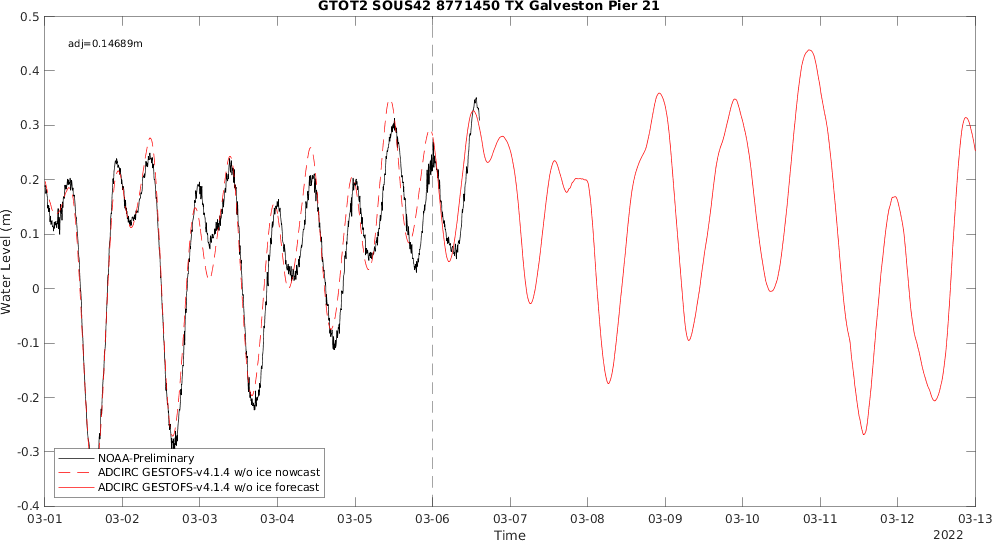 GTOT2 SOUS42 8771450 TX Galveston Pier 21
adj=0.14689m
Water Level (m)
0.5
0.4
0.3
0.2
0.1
0
-0.1
-0.2
-0.3
-0.4
NOAA-Preliminary
ADCIRC GESTOFS-v4.1.4 w/o ice nowcast
ADCIRC GESTOFS-v4.1.4 w/o ice forecast
03-01 03-02 03-03 03-04 03-05 03-06 03-07 03-08 03-09 03-10 03-11 03-12 03-13
Time
2022